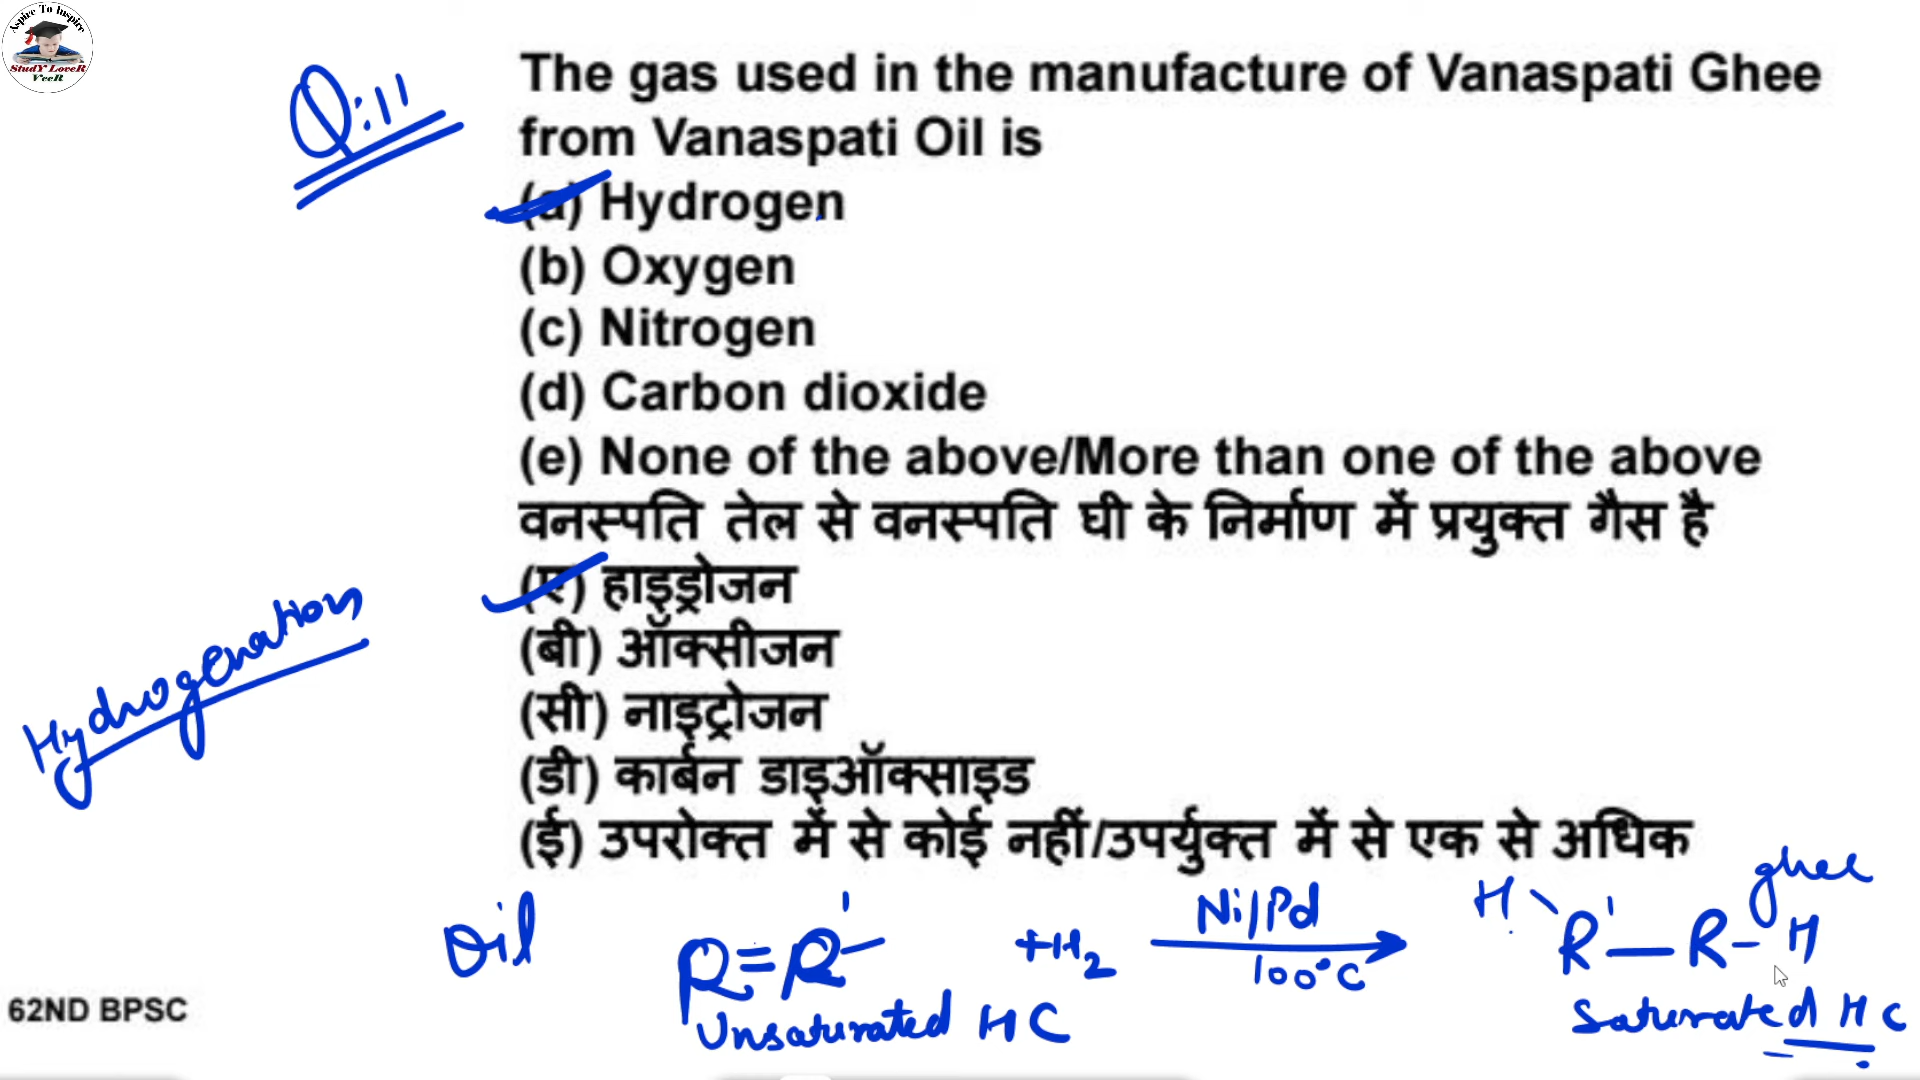 Aspire To Inspire
StudY LoveR
VeeR
Q:11
The gas used in the manufacture of Vanaspati Ghee
from Vanaspati Oil is
(a) Hydrogen
(b) Oxygen
(c) Nitrogen
(d) Carbon dioxide
(e) None of the above/More than one of the above
वनस्पति तेल से वनस्पति घी के निर्माण में प्रयुक्त गैस है
(ए) हाइड्रोजन
(बी) ऑक्सीजन
(सी) नाइट्रोजन
(डी) कार्बन डाइऑक्साइड
(ई) उपरोक्त में से कोई नहीं/उपर्युक्त में से एक से अधिक
Hydrogenation
ghee
Oil R=R'- +H2 Ni/Pd 100°C H-R'-R-H
Unsaturated HC Saturated HC
62ND BPSC